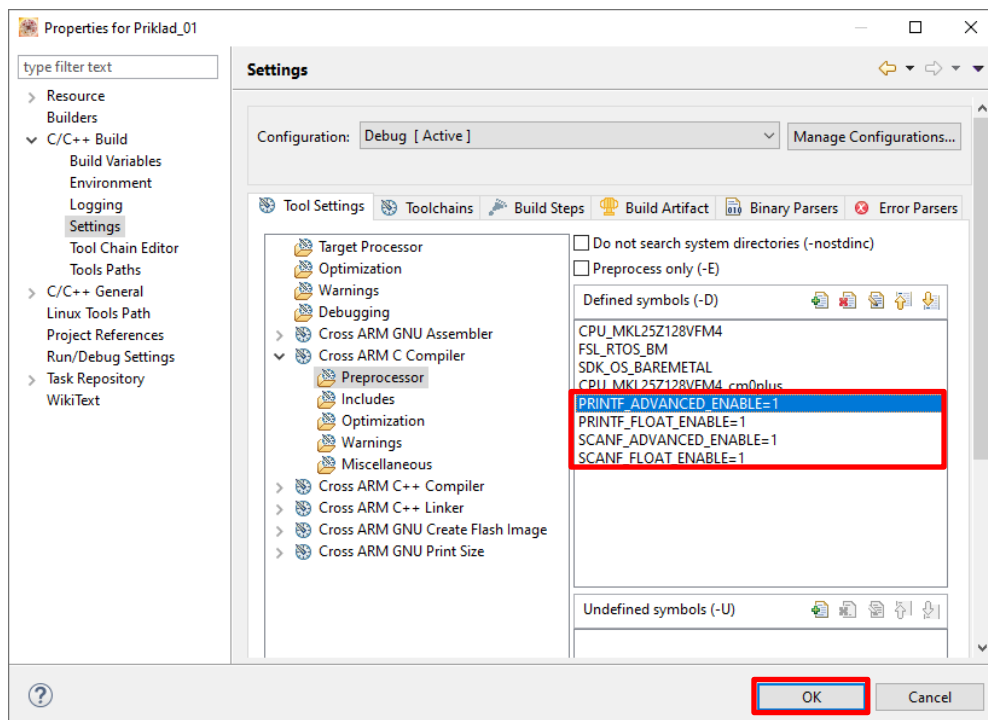 Properties for Priklad_01
type filter text
Resource
Builders
C/C++ Build
Build Variables
Environment
Logging
Settings
Tool Chain Editor
Tools Paths
C/C++ General
Linux Tools Path
Project References
Run/Debug Settings
Task Repository
WikiText
Settings
Configuration: Debug [ Active ] Manage Configurations...
Tool Settings Toolchains Build Steps Build Artifact Binary Parsers Error Parsers
Target Processor
Optimization
Warnings
Debugging
Cross ARM GNU Assembler
Cross ARM C Compiler
Preprocessor
Includes
Optimization
Warnings
Miscellaneous
Cross ARM C++ Compiler
Cross ARM C++ Linker
Cross ARM GNU Create Flash Image
Cross ARM GNU Print Size
Do not search system directories (-nostdinc)
Preprocess only (-E)
Defined symbols (-D)
CPU_MKL25Z128VFM4
FSL_RTOS_BM
SDK_OS_BAREMETAL
CPU_MKL25Z128VFM4_cm0plus
PRINTF_ADVANCED_ENABLE=1
PRINTF_FLOAT_ENABLE=1
SCANF_ADVANCED_ENABLE=1
SCANF_FLOAT_ENABLE=1
Undefined symbols (-U)
OK Cancel